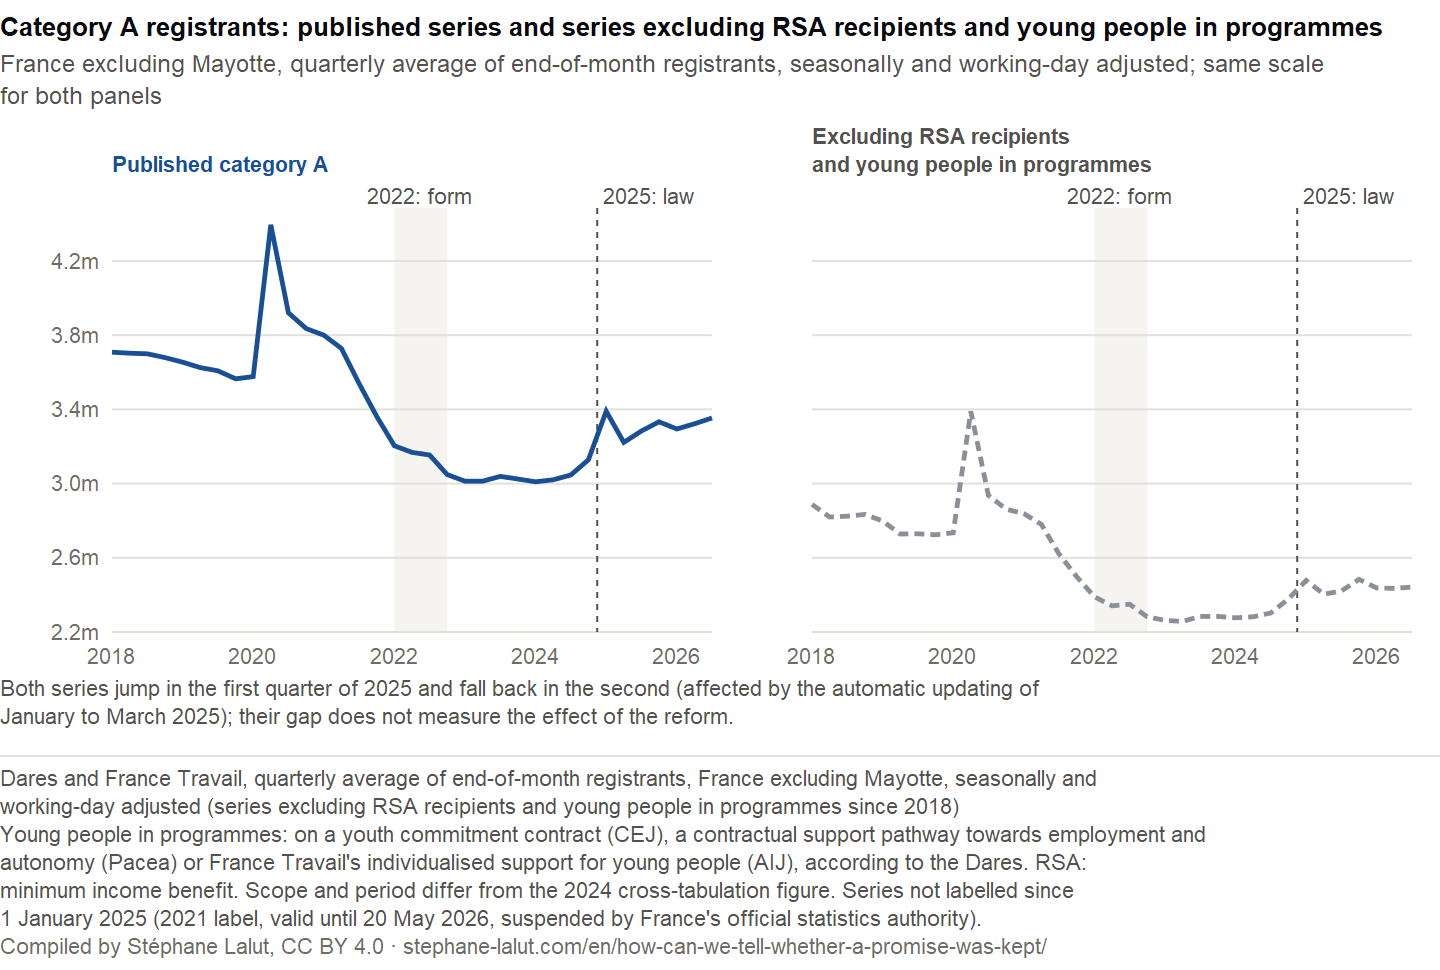 Category A registrants: published series and series excluding RSA recipients and young people in programmes
France excluding Mayotte, quarterly average of end-of-month registrants, seasonally and working-day adjusted; same scale
for both panels
Published category A
Excluding RSA recipients
and young people in programmes
2022: form
2025: law
2022: form
2025: law
4.2m
3.8m
3.4m
3.0m
2.6m
2.2m
2018
2020
2022
2024
2026
2018
2020
2022
2024
2026
Both series jump in the first quarter of 2025 and fall back in the second (affected by the automatic updating of
January to March 2025); their gap does not measure the effect of the reform.
Dares and France Travail, quarterly average of end-of-month registrants, France excluding Mayotte, seasonally and
working-day adjusted (series excluding RSA recipients and young people in programmes since 2018)
Young people in programmes: on a youth commitment contract (CEJ), a contractual support pathway towards employment and
autonomy (Pacea) or France Travail's individualised support for young people (AIJ), according to the Dares. RSA:
minimum income benefit. Scope and period differ from the 2024 cross-tabulation figure. Series not labelled since
1 January 2025 (2021 label, valid until 20 May 2026, suspended by France's official statistics authority).
Compiled by Stéphane Lalut, CC BY 4.0 · stephane-lalut.com/en/how-can-we-tell-whether-a-promise-was-kept/